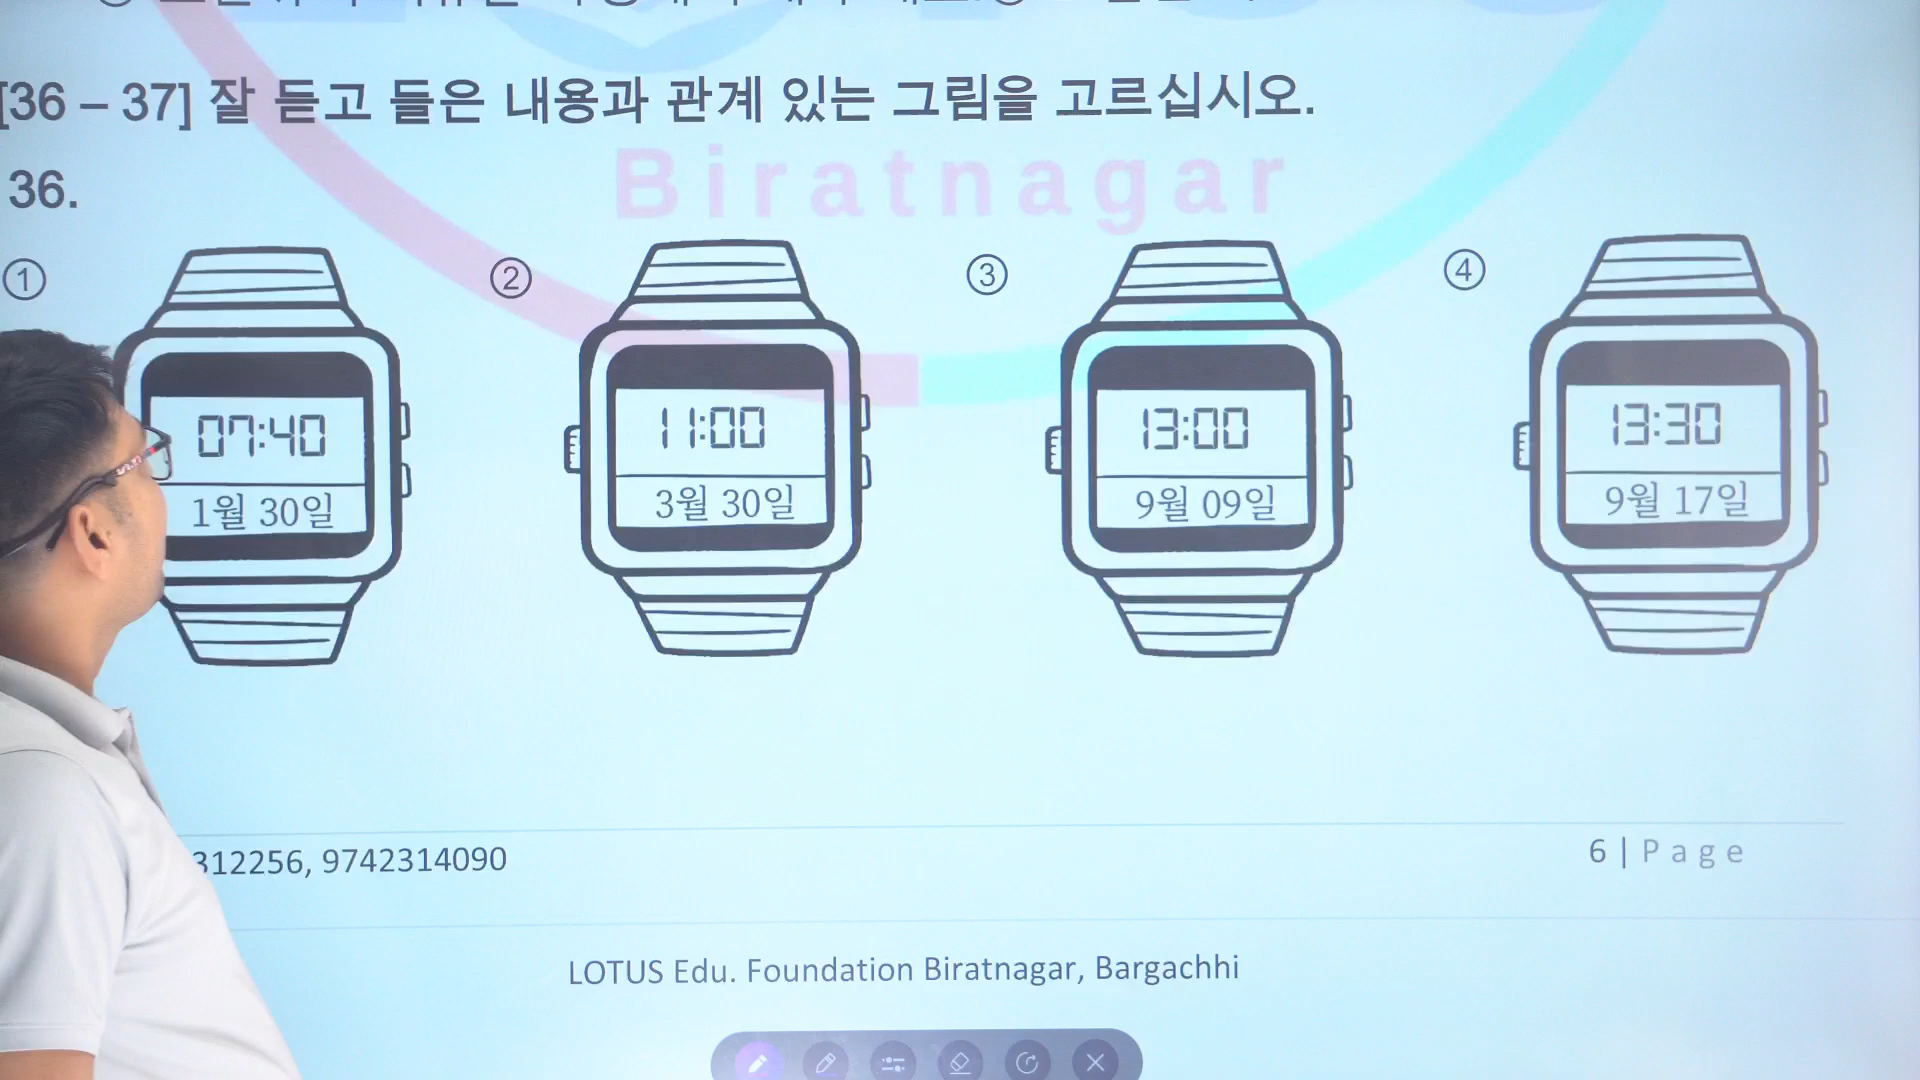 [36 – 37] 잘 듣고 들은 내용과 관계 있는 그림을 고르십시오.
Biratnagar
36.
① ② ③ ④
07:40 11:00 13:00 13:30
1월 30일 3월 30일 9월 09일 9월 17일
312256, 9742314090
6 | Page
LOTUS Edu. Foundation Biratnagar, Bargachhi